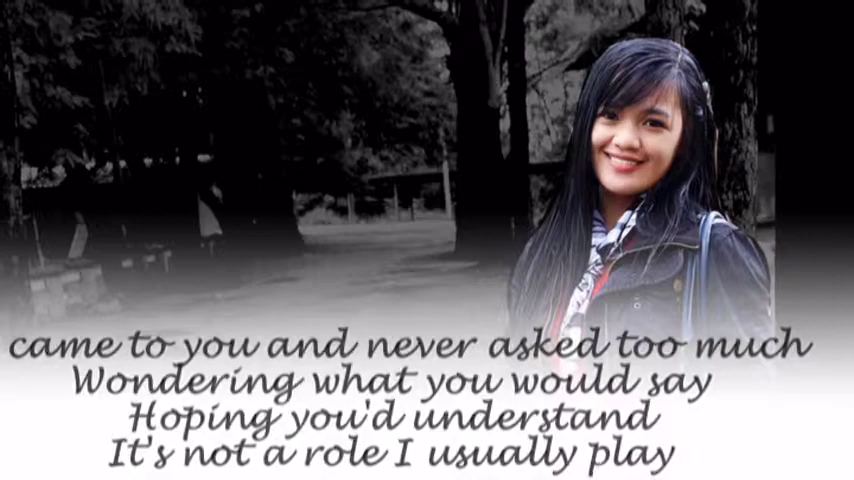 came to you and never asked too much
Wondering what you would say
Hoping you'd understand
It's not a role I usually play